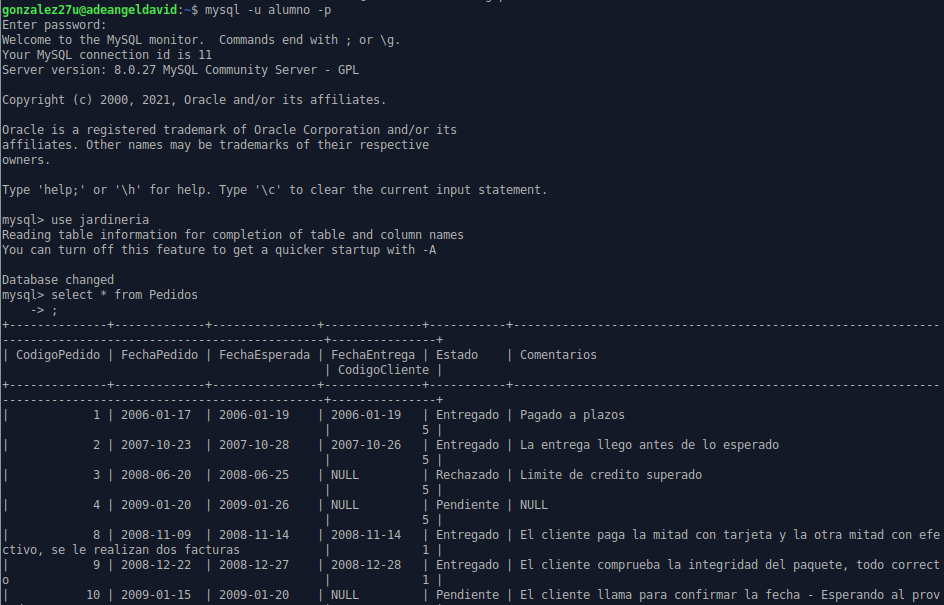 gonzalez27u@adeangeldavid:~$ mysql -u alumno -p
Enter password:
Welcome to the MySQL monitor.  Commands end with ; or \g.
Your MySQL connection id is 11
Server version: 8.0.27 MySQL Community Server - GPL

Copyright (c) 2000, 2021, Oracle and/or its affiliates.

Oracle is a registered trademark of Oracle Corporation and/or its
affiliates. Other names may be trademarks of their respective
owners.

Type 'help;' or '\h' for help. Type '\c' to clear the current input statement.

mysql> use jardineria
Reading table information for completion of table and column names
You can turn off this feature to get a quicker startup with -A

Database changed
mysql> select * from Pedidos
    -> ;
+--------------+-------------+---------------+--------------+-----------+-------------------------------------------------------------
----------------------------------------------+---------------+
| CodigoPedido | FechaPedido | FechaEsperada | FechaEntrega | Estado    | Comentarios
                                              | CodigoCliente |
+--------------+-------------+---------------+--------------+-----------+-------------------------------------------------------------
----------------------------------------------+---------------+
|            1 | 2006-01-17  | 2006-01-19    | 2006-01-19   | Entregado | Pagado a plazos
                                              |             5 |
|            2 | 2007-10-23  | 2007-10-28    | 2007-10-26   | Entregado | La entrega llego antes de lo esperado
                                              |             5 |
|            3 | 2008-06-20  | 2008-06-25    | NULL         | Rechazado | Limite de credito superado
                                              |             5 |
|            4 | 2009-01-20  | 2009-01-26    | NULL         | Pendiente | NULL
                                              |             5 |
|            8 | 2008-11-09  | 2008-11-14    | 2008-11-14   | Entregado | El cliente paga la mitad con tarjeta y la otra mitad con efe
ctivo, se le realizan dos facturas            |             1 |
|            9 | 2008-12-22  | 2008-12-27    | 2008-12-28   | Entregado | El cliente comprueba la integridad del paquete, todo correct
o                                             |             1 |
|           10 | 2009-01-15  | 2009-01-20    | NULL         | Pendiente | El cliente llama para confirmar la fecha - Esperando al prov